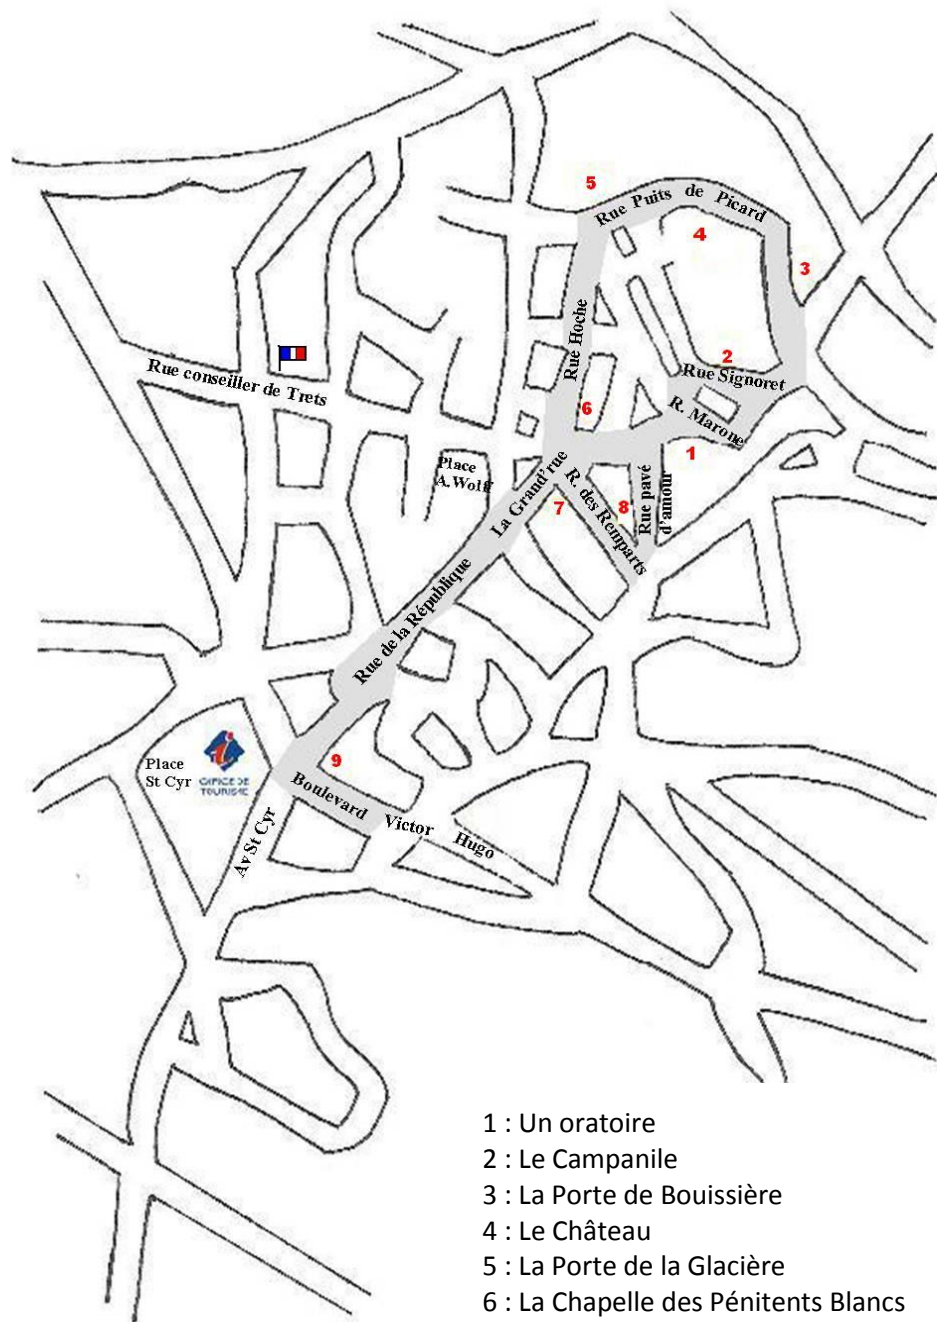 5
Rue Puits de Picard
4
3
Rue Hoche
2
Rue Signoret
Rue conseiller de Trets
6
R. Marone
1
Place
A.Wolff
La Grand'rue
R. des Remparts
7
8
Rue pavé
d'amour
Rue de la République
Place
St Cyr
OFFICE DE
TOURISME
9
Boulevard Victor Hugo
Av St Cyr
1 : Un oratoire
2 : Le Campanile
3 : La Porte de Bouissière
4 : Le Château
5 : La Porte de la Glacière
6 : La Chapelle des Pénitents Blancs